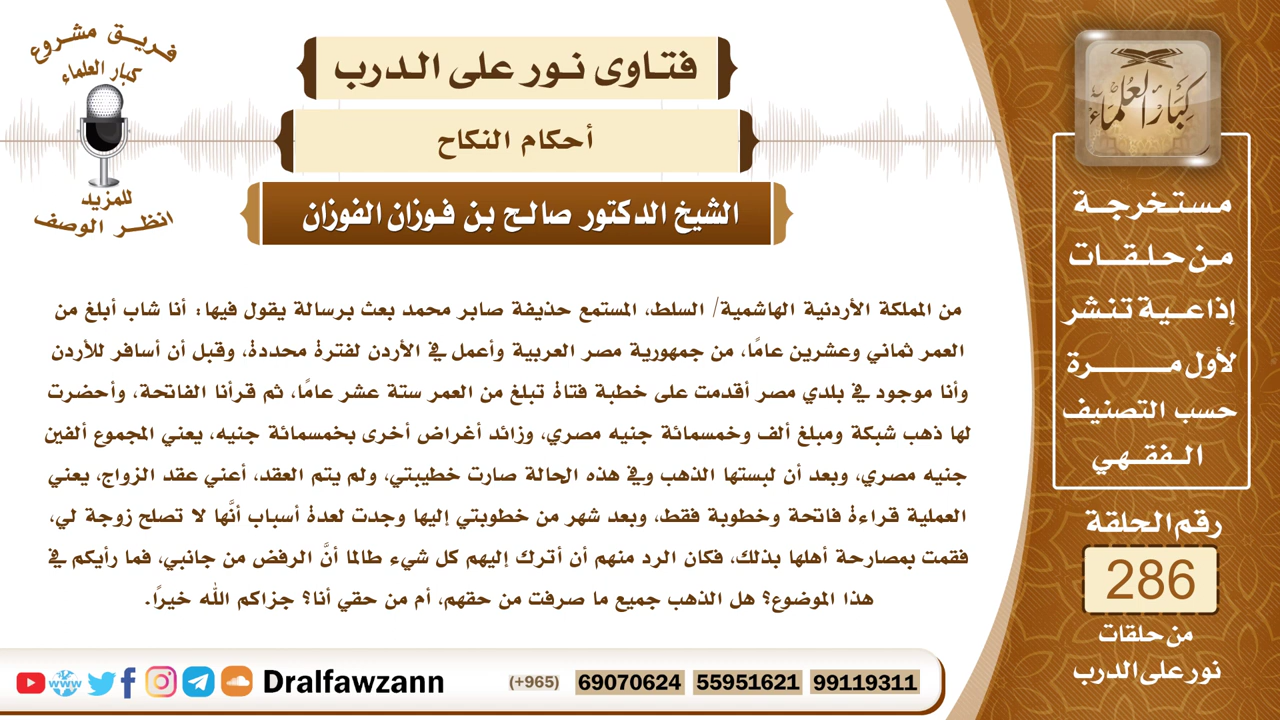 فريق مشروع
كبار العلماء
للمزيد
انظر الوصف
فتاوى نور على الدرب
أحكام النكاح
الشيخ الدكتور صالح بن فوزان الفوزان
من المملكة الأردنية الهاشمية/ السلط، المستمع حذيفة صابر محمد بعث برسالة يقول فيها: أنا شاب أبلغ من
العمر ثماني وعشرين عامًا، من جمهورية مصر العربية وأعمل في الأردن لفترة محددة، وقبل أن أسافر للأردن
وأنا موجود في بلدي مصر أقدمت على خطبة فتاة تبلغ من العمر ستة عشر عامًا، ثم قرأنا الفاتحة، وأحضرت
لها ذهب شبكة ومبلغ ألف وخمسمائة جنيه مصري، وزائد أغراض أخرى بخمسمائة جنيه، يعني المجموع ألفين
جنيه مصري، وبعد أن لبستها الذهب وفي هذه الحالة صارت خطيبتي، ولم يتم العقد، أعني عقد الزواج، يعني
العملية قراءة فاتحة وخطوبة فقط، وبعد شهر من خطوبتي إليها وجدت لعدة أسباب أنَّها لا تصلح زوجة لي،
فقمت بمصارحة أهلها بذلك، فكان الرد منهم أن أترك إليهم كل شيء طالما أنَّ الرفض من جانبي، فما رأيكم في
هذا الموضوع؟ هل الذهب جميع ما صرفت من حقهم، أم من حقي أنا؟ جزاكم الله خيرًا.
كبار العلماء
مستخرجة
من حلقات
إذاعية تنشر
لأول مرة
حسب التصنيف
الفقهي
رقم الحلقة
286
من حلقات
نور على الدرب
www
Dralfawzann
(+965) 69070624 55951621 99119311